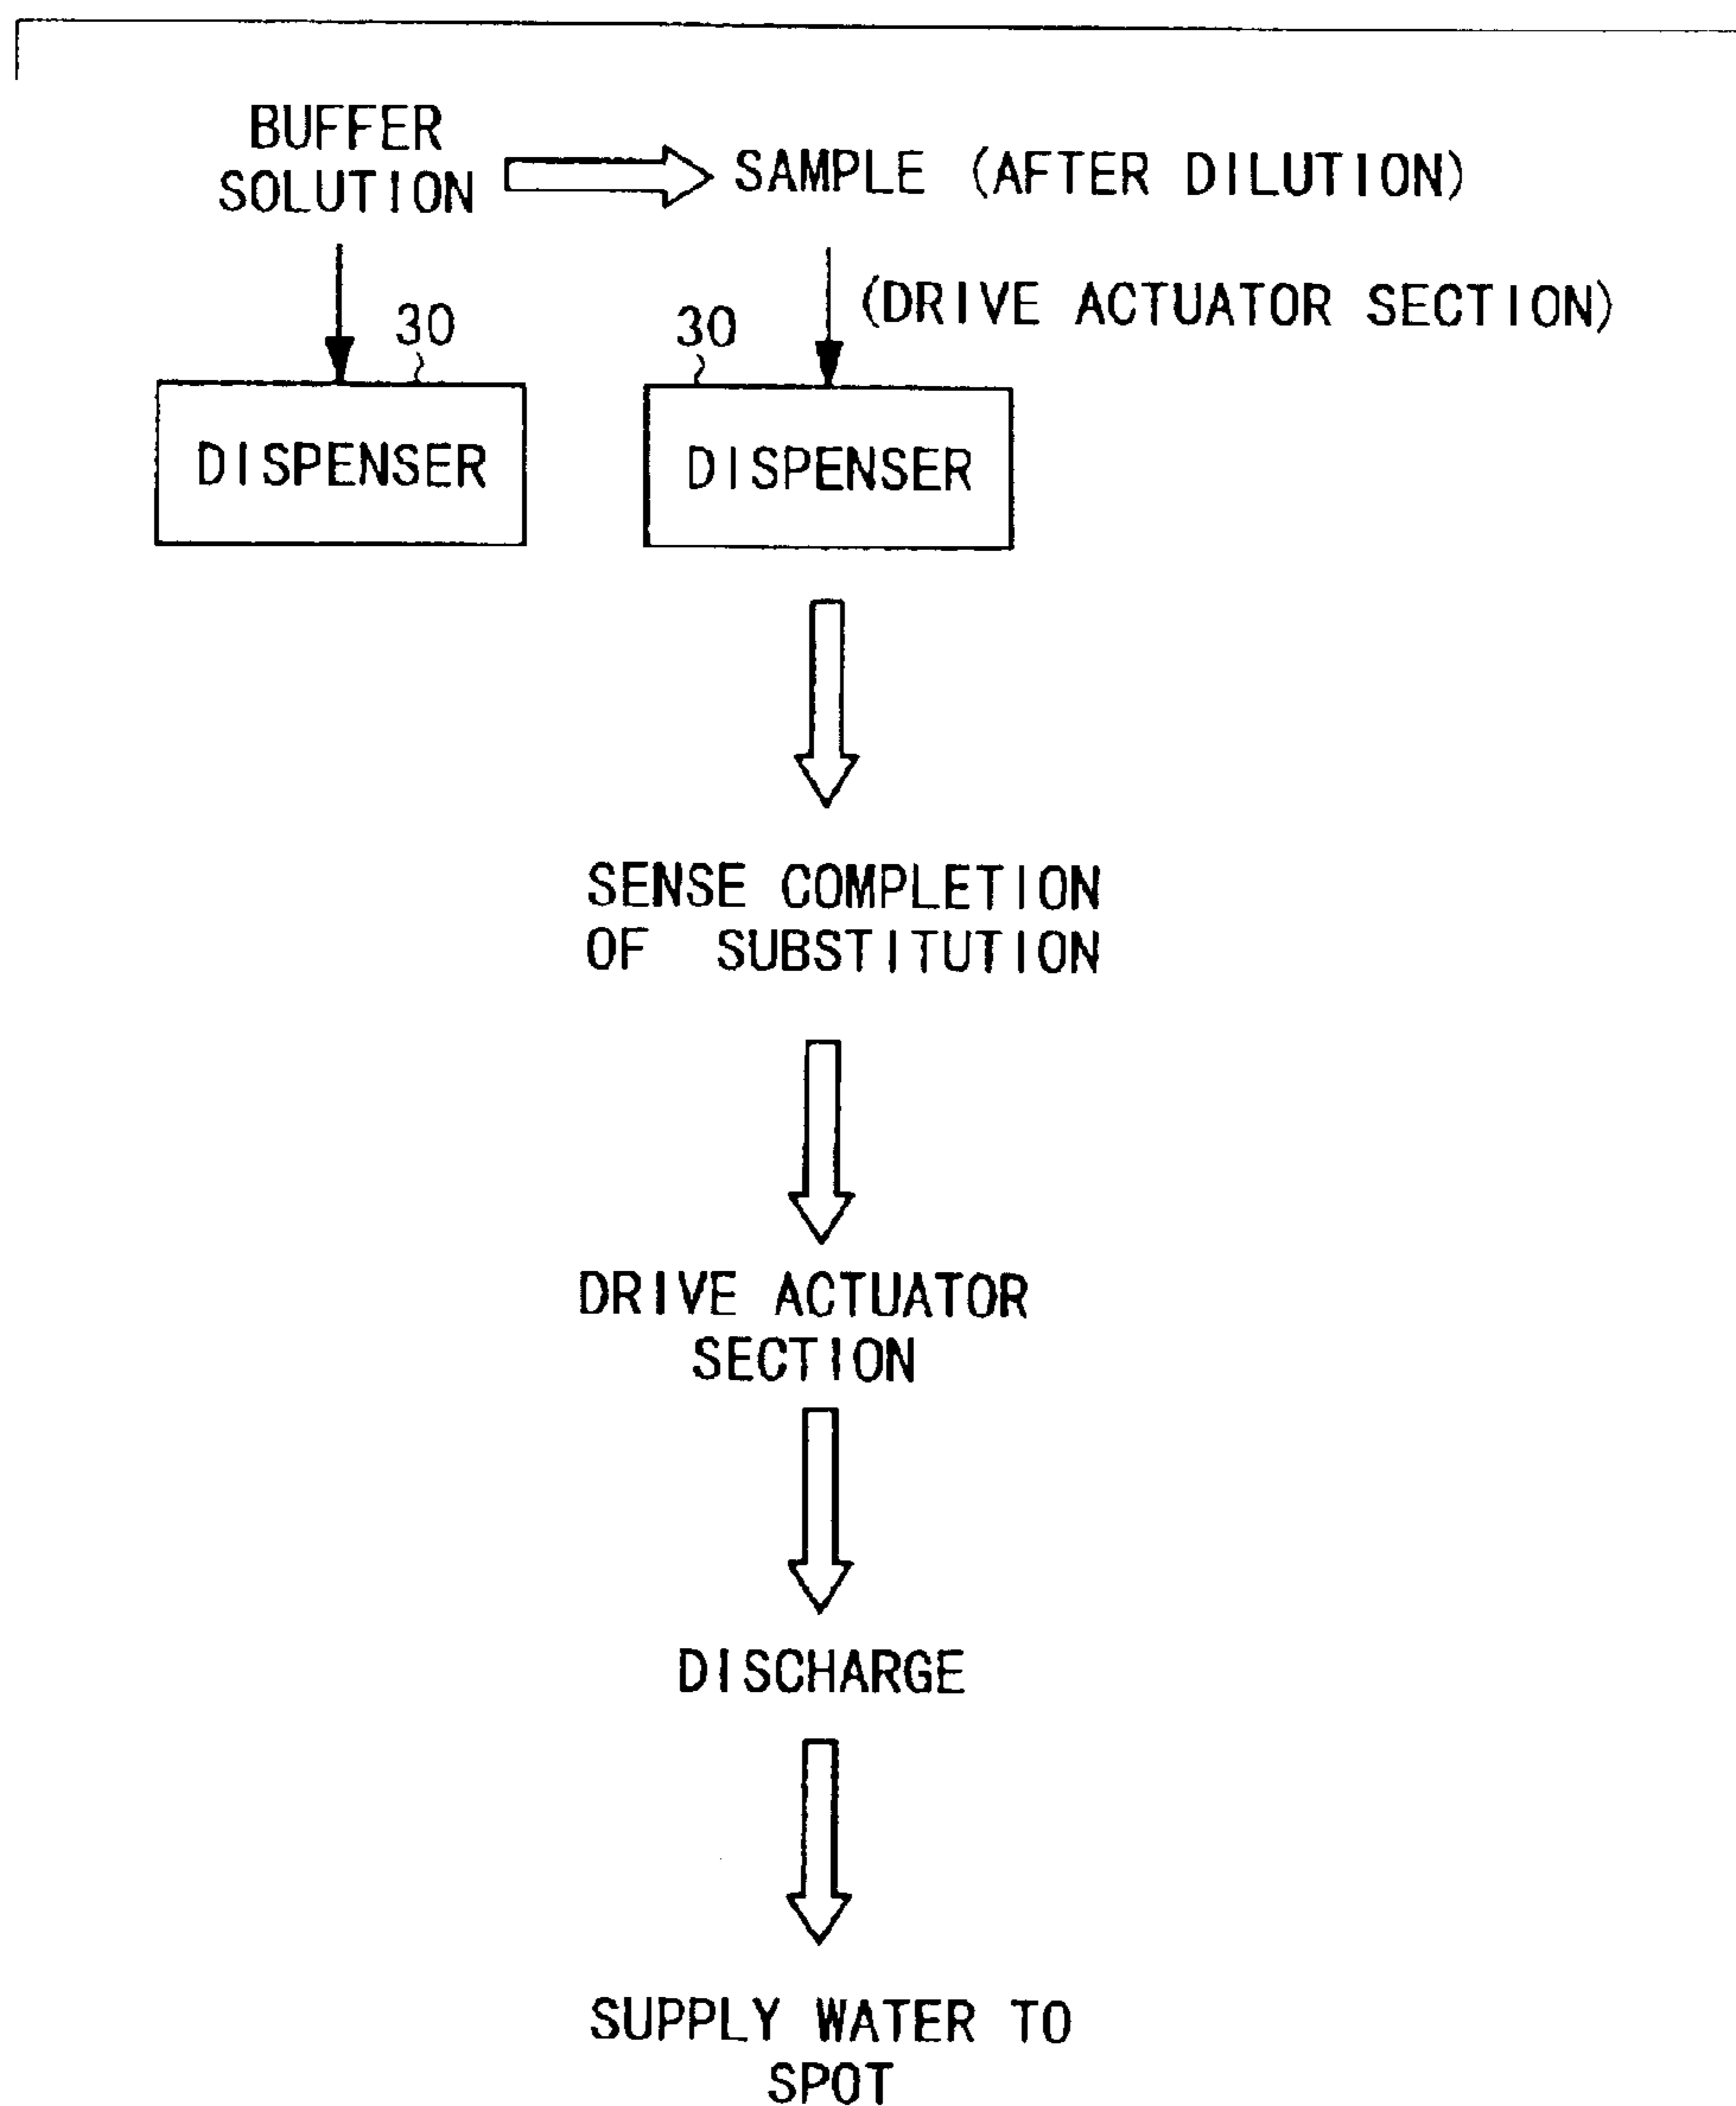 BUFFER
SOLUTION
SAMPLE (AFTER DILUTION)
(DRIVE ACTUATOR SECTION)
30
30
DISPENSER
DISPENSER
SENSE COMPLETION
OF SUBSTITUTION
DRIVE ACTUATOR
SECTION
DISCHARGE
SUPPLY WATER TO
SPOT